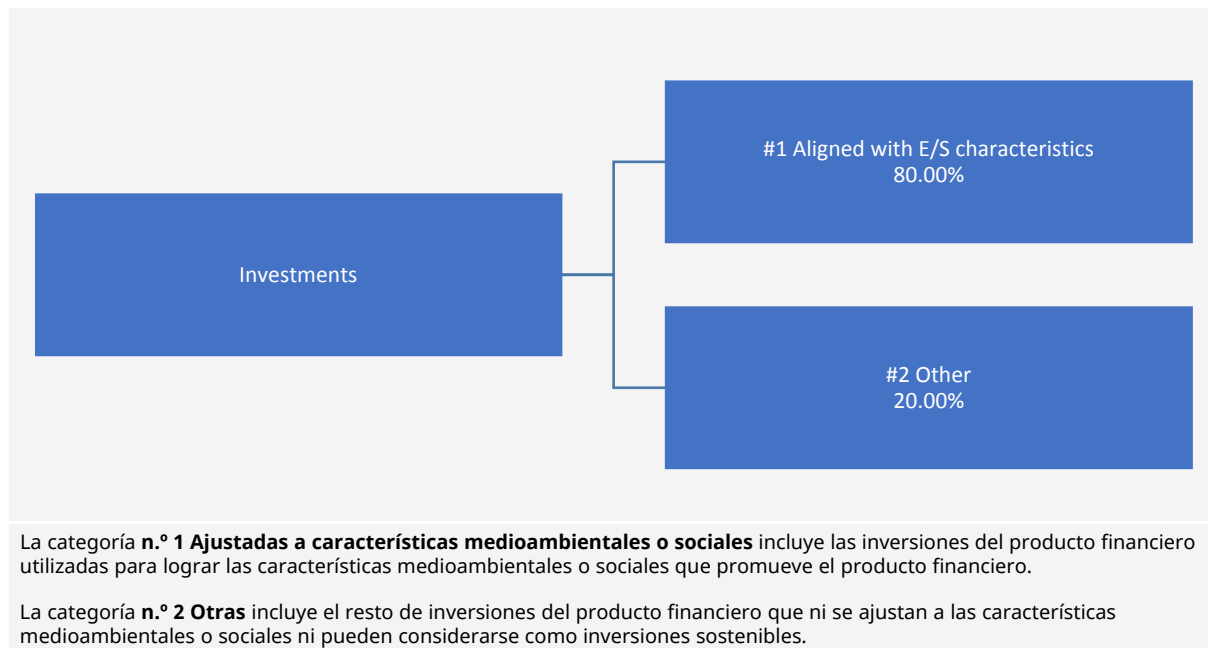 #1 Aligned with E/S characteristics
80.00%
Investments
#2 Other
20.00%
La categoría n.º 1 Ajustadas a características medioambientales o sociales incluye las inversiones del producto financiero
utilizadas para lograr las características medioambientales o sociales que promueve el producto financiero.
La categoría n.º 2 Otras incluye el resto de inversiones del producto financiero que ni se ajustan a las características
medioambientales o sociales ni pueden considerarse como inversiones sostenibles.